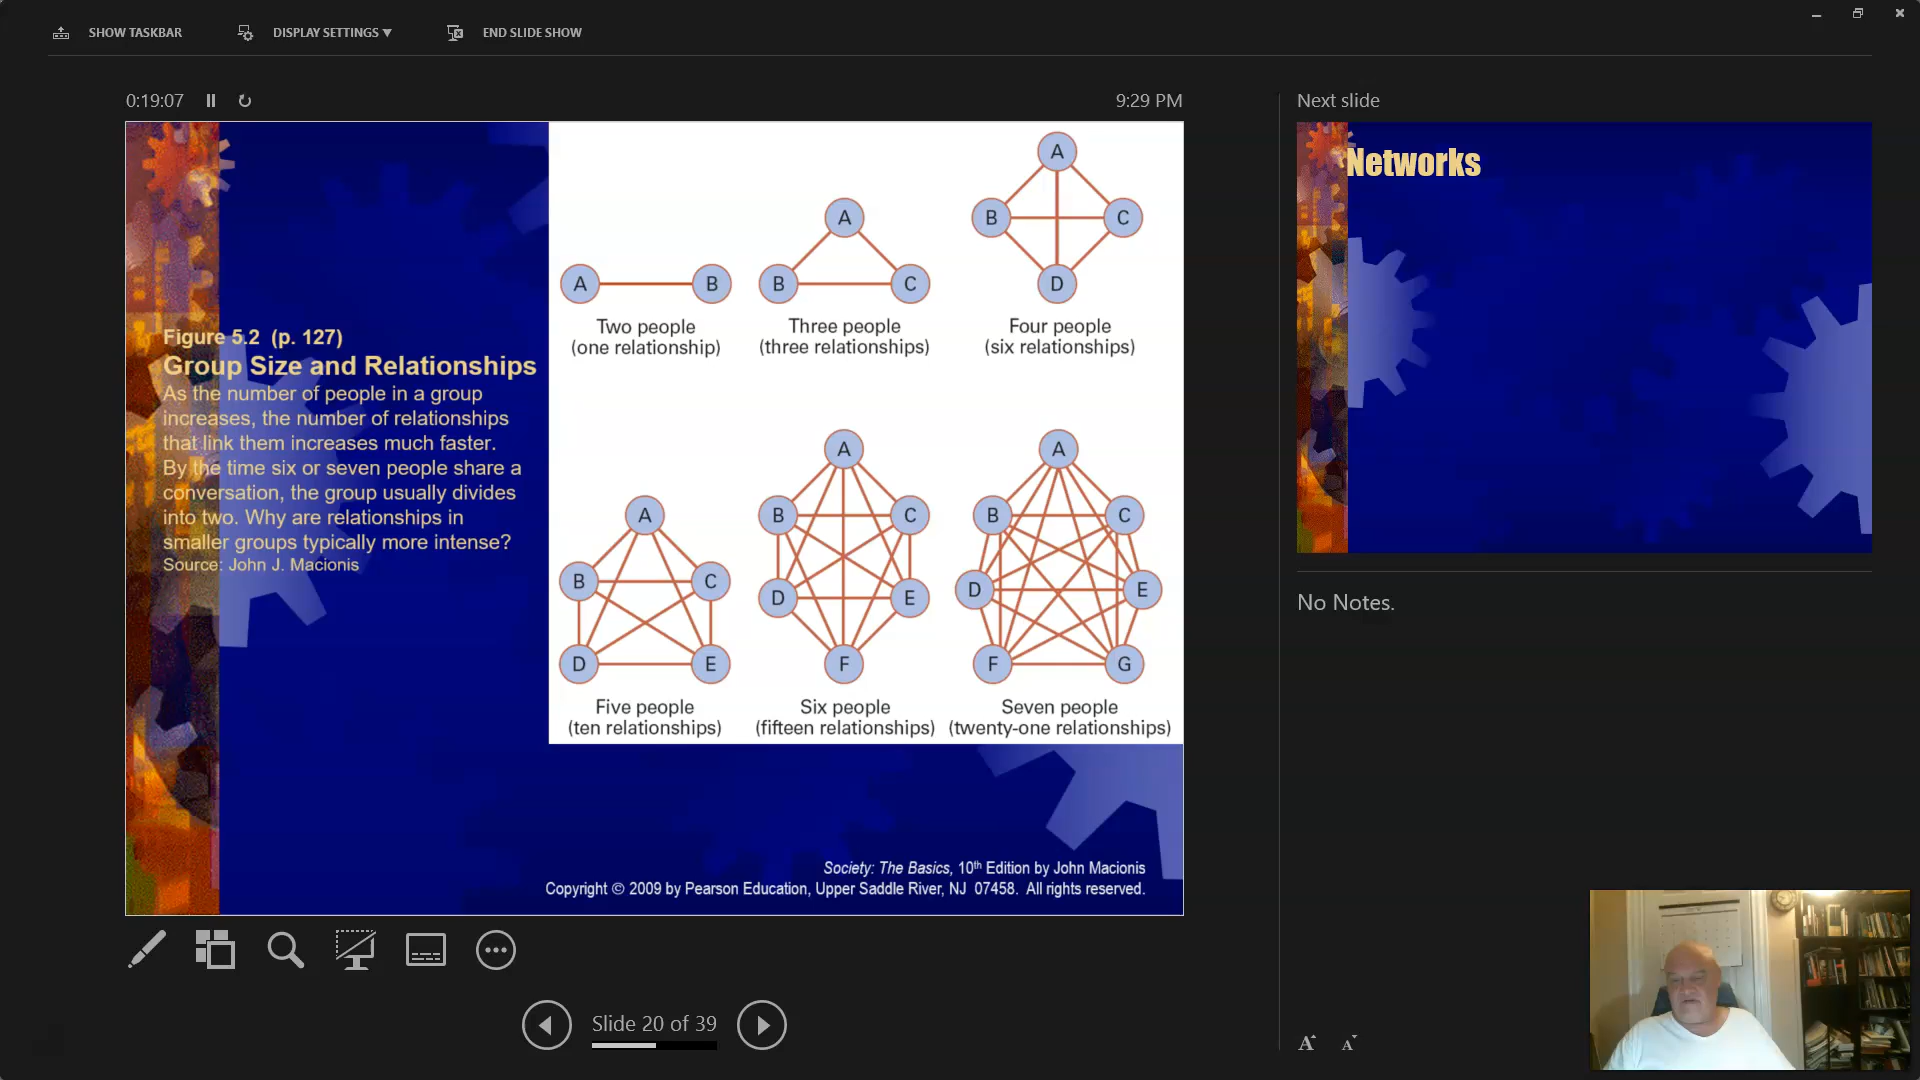 SHOW TASKBAR
DISPLAY SETTINGS ▼
END SLIDE SHOW
0:19:07
9:29 PM
Figure 5.2 (p. 127)
Group Size and Relationships
As the number of people in a group
increases, the number of relationships
that link them increases much faster.
By the time six or seven people share a
conversation, the group usually divides
into two. Why are relationships in
smaller groups typically more intense?
Source: John J. Macionis
A
B
Two people
(one relationship)
A
B
C
Three people
(three relationships)
A
B
C
D
Four people
(six relationships)
A
B
C
D
E
Five people
(ten relationships)
A
B
C
D
E
F
Six people
(fifteen relationships)
A
B
C
D
E
F
G
Seven people
(twenty-one relationships)
Society: The Basics, 10th Edition by John Macionis
Copyright © 2009 by Pearson Education, Upper Saddle River, NJ 07458. All rights reserved.
Slide 20 of 39
Next slide
Networks
No Notes.
A
A